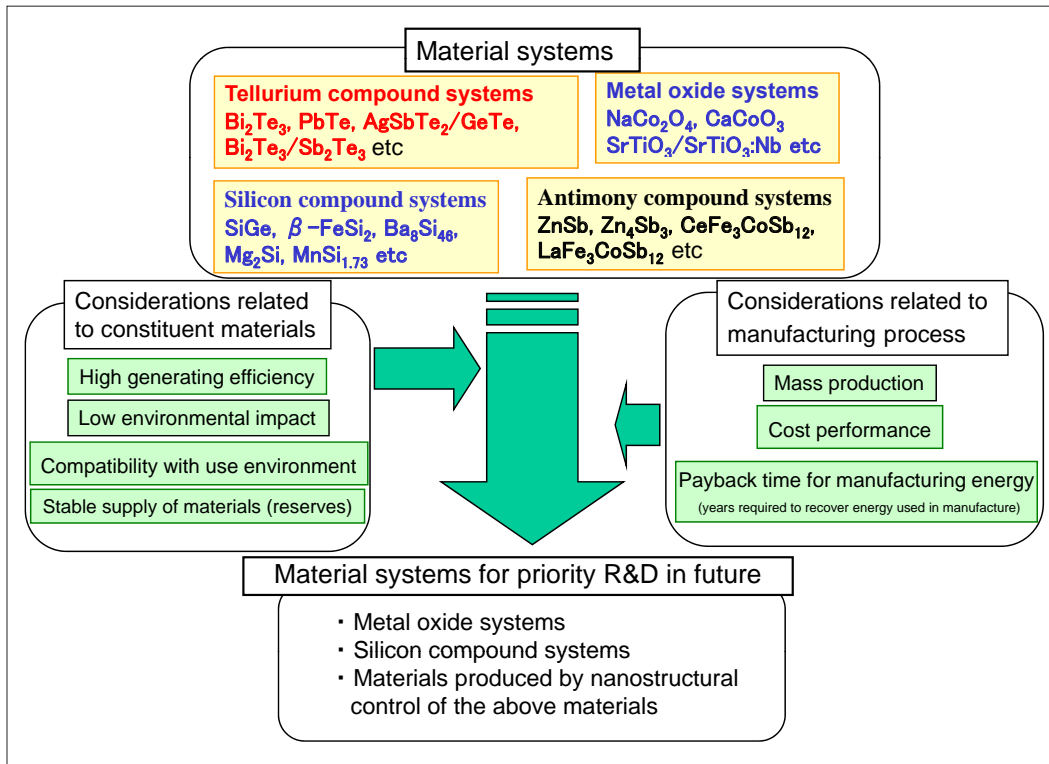 Material systems
Tellurium compound systems
Bi₂Te₃, PbTe, AgSbTe₂/GeTe,
Bi₂Te₃/Sb₂Te₃ etc
Metal oxide systems
NaCo₂O₄, CaCoO₃
SrTiO₃/SrTiO₃:Nb etc
Silicon compound systems
SiGe, β-FeSi₂, Ba₈Si₄₆,
Mg₂Si, MnSi₁.₇₃ etc
Antimony compound systems
ZnSb, Zn₄Sb₃, CeFe₃CoSb₁₂,
LaFe₃CoSb₁₂ etc
Considerations related
to constituent materials
High generating efficiency
Low environmental impact
Compatibility with use environment
Stable supply of materials (reserves)
Considerations related to
manufacturing process
Mass production
Cost performance
Payback time for manufacturing energy
(years required to recover energy used in manufacture)
Material systems for priority R&D in future
・Metal oxide systems
・Silicon compound systems
・Materials produced by nanostructural
control of the above materials